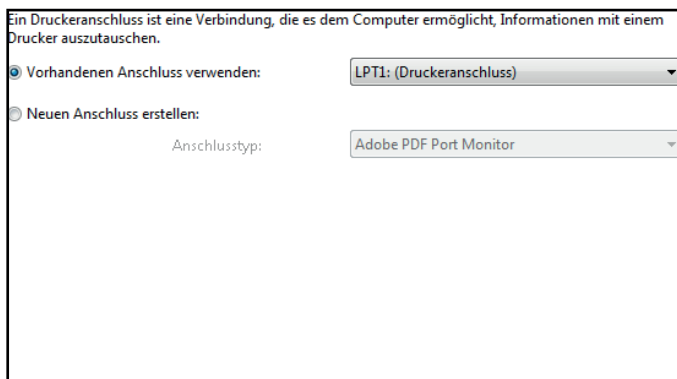 Ein Druckeranschluss ist eine Verbindung, die es dem Computer ermöglicht, Informationen mit einem
Drucker auszutauschen.
Vorhandenen Anschluss verwenden: LPT1: (Druckeranschluss)
Neuen Anschluss erstellen:
Anschlusstyp: Adobe PDF Port Monitor